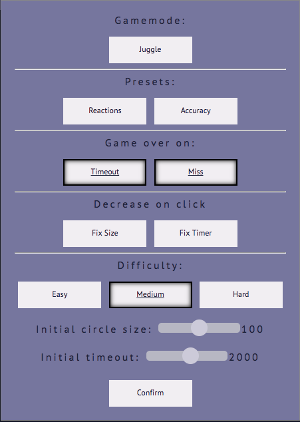 Gamemode:
Juggle
Presets:
Reactions Accuracy
Game over on:
Timeout Miss
Decrease on click
Fix Size Fix Timer
Difficulty:
Easy Medium Hard
Initial circle size: 100
Initial timeout: 2000
Confirm